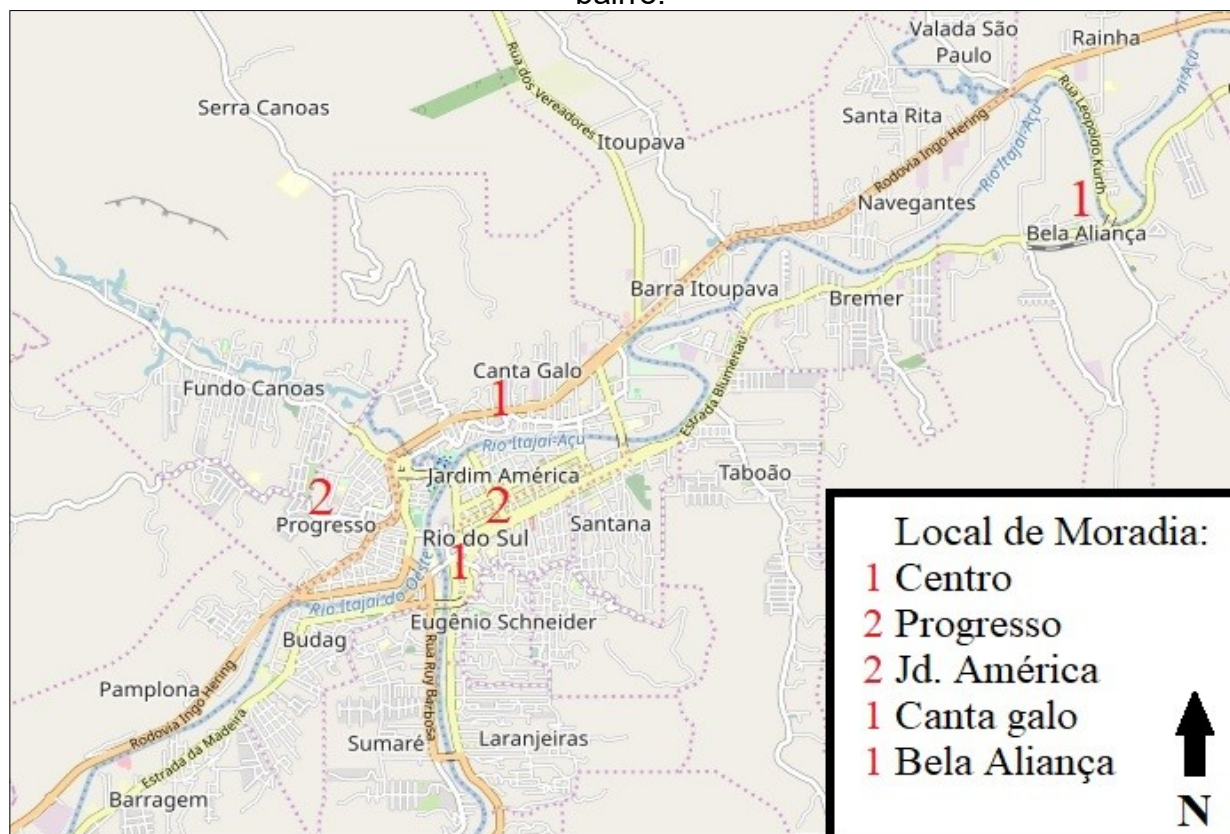 bairro.
Valada São
Paulo
Rainha
Rua dos Vereadores
Serra Canoas
Itoupava
Santa Rita
Rodovia Ingo Hering
Rio Itajaí-Açu
Rua Leopoldo Kurth
aí-Açu
Navegantes
1
Bela Aliança
Barra Itoupava
Bremer
Canta Galo
1
Fundo Canoas
Estrada Blumenau
Rio Itajaí-Açu
Jardim América
Taboão
2
Progresso
2
Santana
Rio do Sul
1
Rio Itajaí do Oeste
Eugênio Schneider
Budag
Rua Ruy Barbosa
Pamplona
Rodovia Ingo Hering
Estrada da Madeira
Sumaré
Laranjeiras
Barragem
Local de Moradia:
1 Centro
2 Progresso
2 Jd. América
1 Canta galo
1 Bela Aliança
N